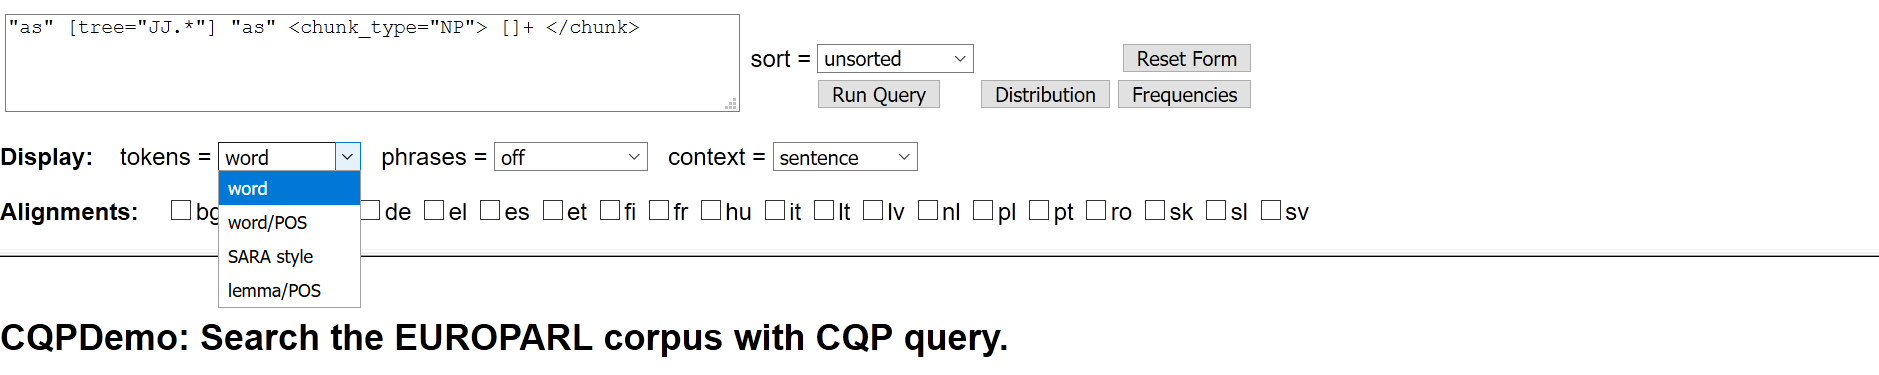 "as" [tree="JJ.*"] "as" <chunk_type="NP"> []+ </chunk>
sort = unsorted Reset Form
Run Query Distribution Frequencies
Display: tokens = word phrases = off context = sentence
word
Alignments: bg de el es et fi fr hu it lt lv nl pl pt ro sk sl sv
word/POS
SARA style
lemma/POS
CQPDemo: Search the EUROPARL corpus with CQP query.